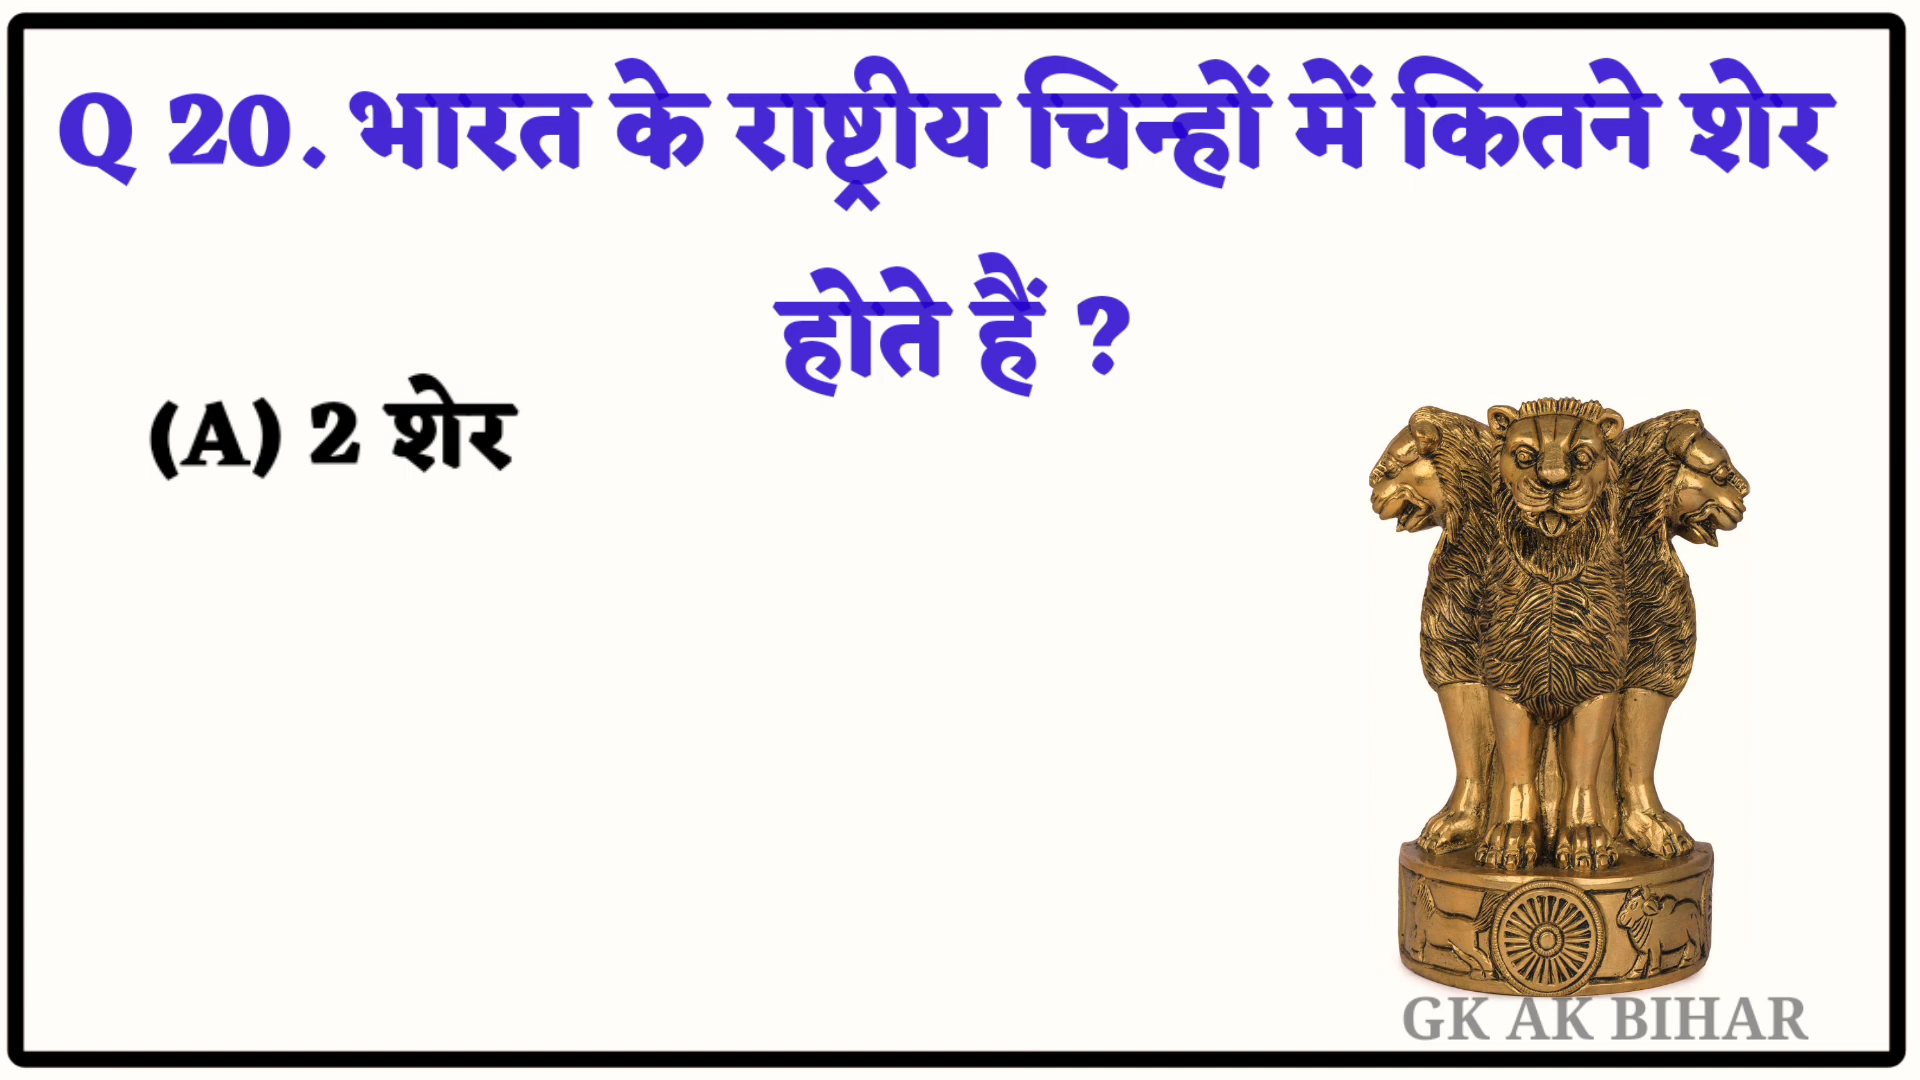 Q 20. भारत के राष्ट्रीय चिन्हों में कितने शेर
होते हैं ?
(A) 2 शेर
GK AK BIHAR